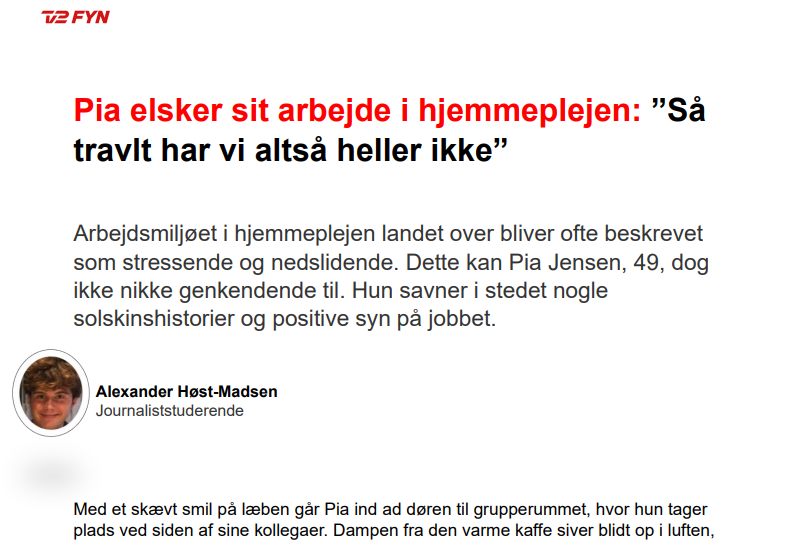 TV2 FYN
Pia elsker sit arbejde i hjemmeplejen: ”Så
travlt har vi altså heller ikke”
Arbejdsmiljøet i hjemmeplejen landet over bliver ofte beskrevet
som stressende og nedslidende. Dette kan Pia Jensen, 49, dog
ikke nikke genkendende til. Hun savner i stedet nogle
solskinshistorier og positive syn på jobbet.
Alexander Høst-Madsen
Journaliststuderende
Med et skævt smil på læben går Pia ind ad døren til grupperummet, hvor hun tager
plads ved siden af sine kollegaer. Dampen fra den varme kaffe siver blidt op i luften,